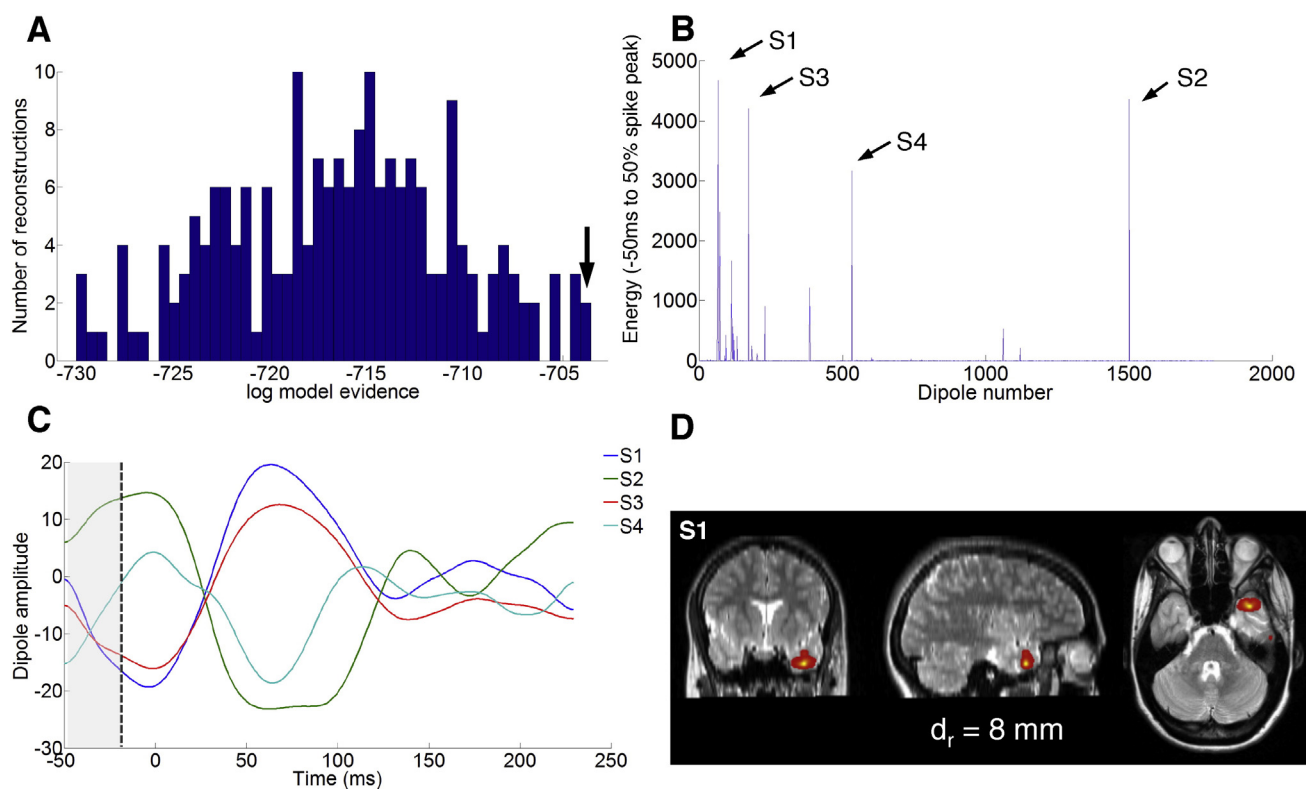 A
10
8
6
4
2
0
Number of reconstructions
-730
-725
-720
-715
-710
-705
log model evidence
B
5000
4000
3000
2000
1000
0
Energy (-50ms to 50% spike peak)
S1
S3
S4
S2
0
500
1000
1500
2000
Dipole number
C
20
10
0
-10
-20
-30
Dipole amplitude
-50
0
50
100
150
200
250
Time (ms)
S1
S2
S3
S4
D
S1
dr = 8 mm